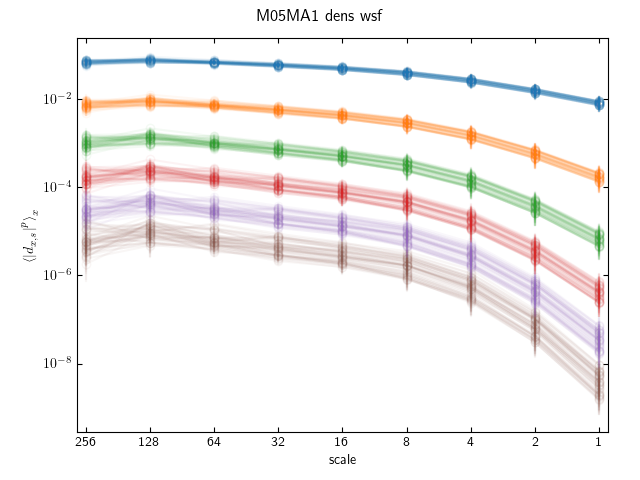 M05MA1 dens wsf
⟨|d_{x,s}|^p⟩_x
10^{-2}
10^{-4}
10^{-6}
10^{-8}
256 128 64 32 16 8 4 2 1
scale